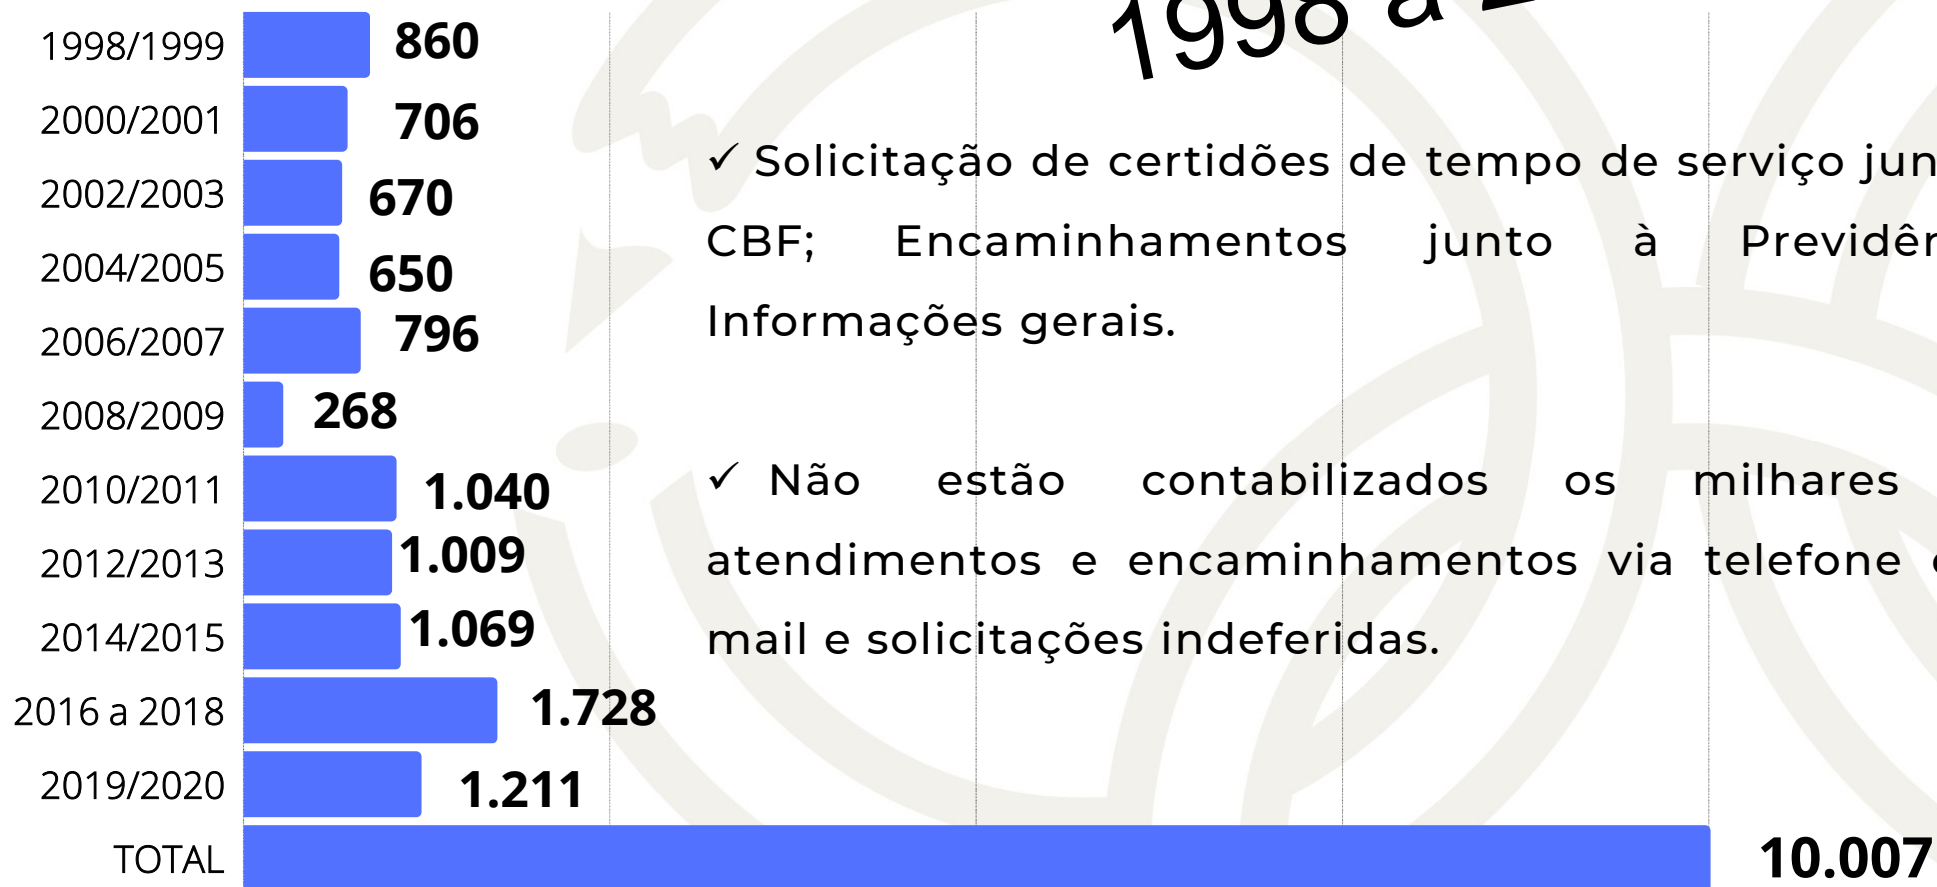 1998 a
1998/1999 860
2000/2001 706
2002/2003 670
2004/2005 650
2006/2007 796
2008/2009 268
2010/2011 1.040
2012/2013 1.009
2014/2015 1.069
2016 a 2018 1.728
2019/2020 1.211
TOTAL 10.007
✓ Solicitação de certidões de tempo de serviço
CBF; Encaminhamentos junto à
Informações gerais.
✓ Não estão contabilizados os milhares
atendimentos e encaminhamentos via telefone
mail e solicitações indeferidas.